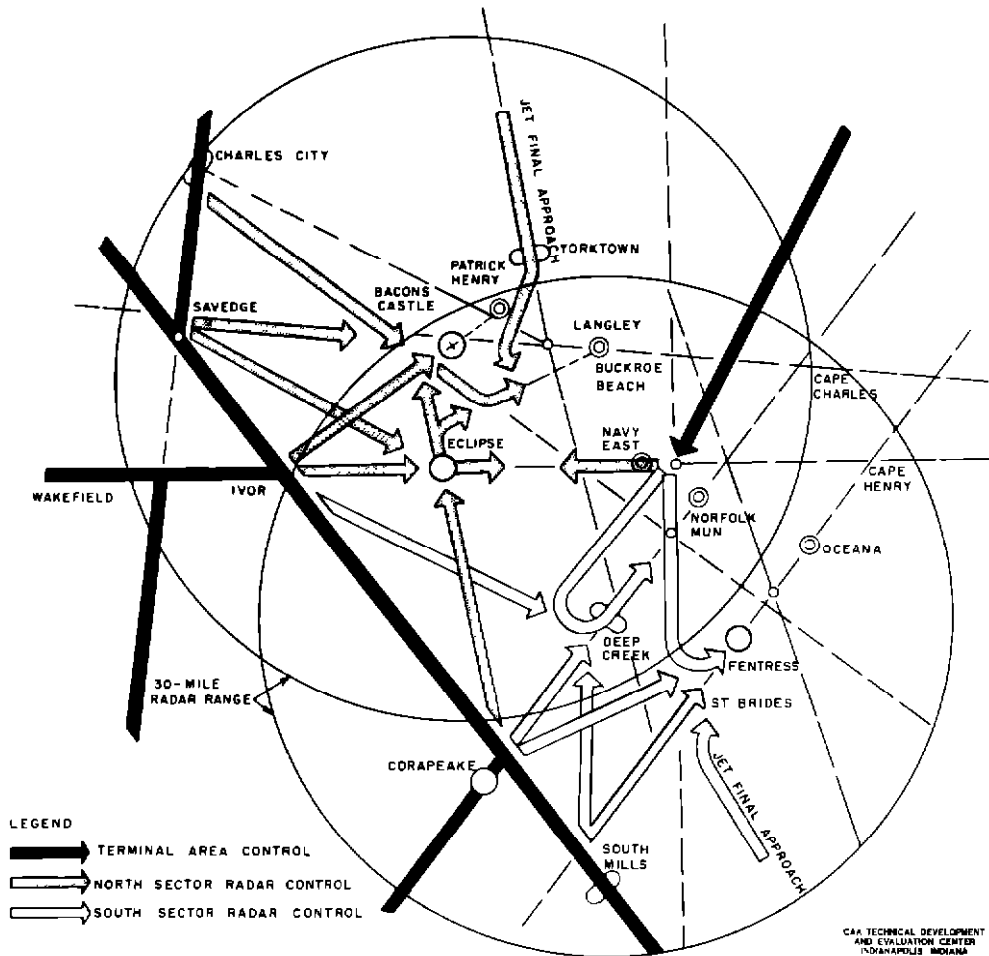 CHARLES CITY
JET FINAL APPROACH
YORKTOWN
PATRICK
HENRY
BACONS
CASTLE
SAVEDGE
LANGLEY
BUCKROE
BEACH
CAPE
CHARLES
ECLIPSE
NAVY
EAST
CAPE
HENRY
WAKEFIELD
IVOR
NORFOLK
MUN
OCEANA
DEEP
CREEK
FENTRESS
30-MILE
RADAR RANGE
ST BRIDES
CORAPEAKE
JET FINAL APPROACH
LEGEND
TERMINAL AREA CONTROL
SOUTH
MILLS
NORTH SECTOR RADAR CONTROL
SOUTH SECTOR RADAR CONTROL
CAA TECHNICAL DEVELOPMENT
AND EVALUATION CENTER
INDIANAPOLIS INDIANA